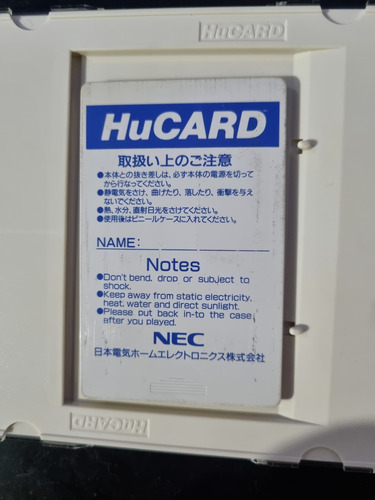 HuCARD
HuCARD
取扱い上のご注意
●本体との抜き差しは、必ず本体の電源を切って
から行なってください。
●静電気をさけ、曲げたり、落したり、衝撃を与え
ないでください。
●熱、水分、直射日光をさけてください。
●使用後はビニールケースに入れてください。
NAME:
Notes
●Don't bend, drop or subject to
shock.
●Keep away from static electricity,
heat, water and direct sunlight.
●Please put back in-to the case
after you played.
NEC
日本電気ホームエレクトロニクス株式会社
HuCARD